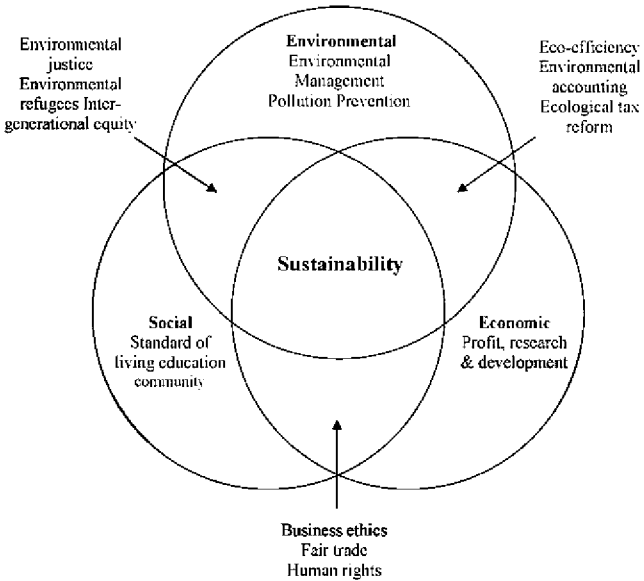 Environmental
justice
Environmental
refugees Inter-
generational equity
Environmental
Environmental
Management
Pollution Prevention
Eco-efficiency
Environmental
accounting
Ecological tax
reform
Sustainability
Social
Standard of
living education
community
Economic
Profit, research
& development
Business ethics
Fair trade
Human rights